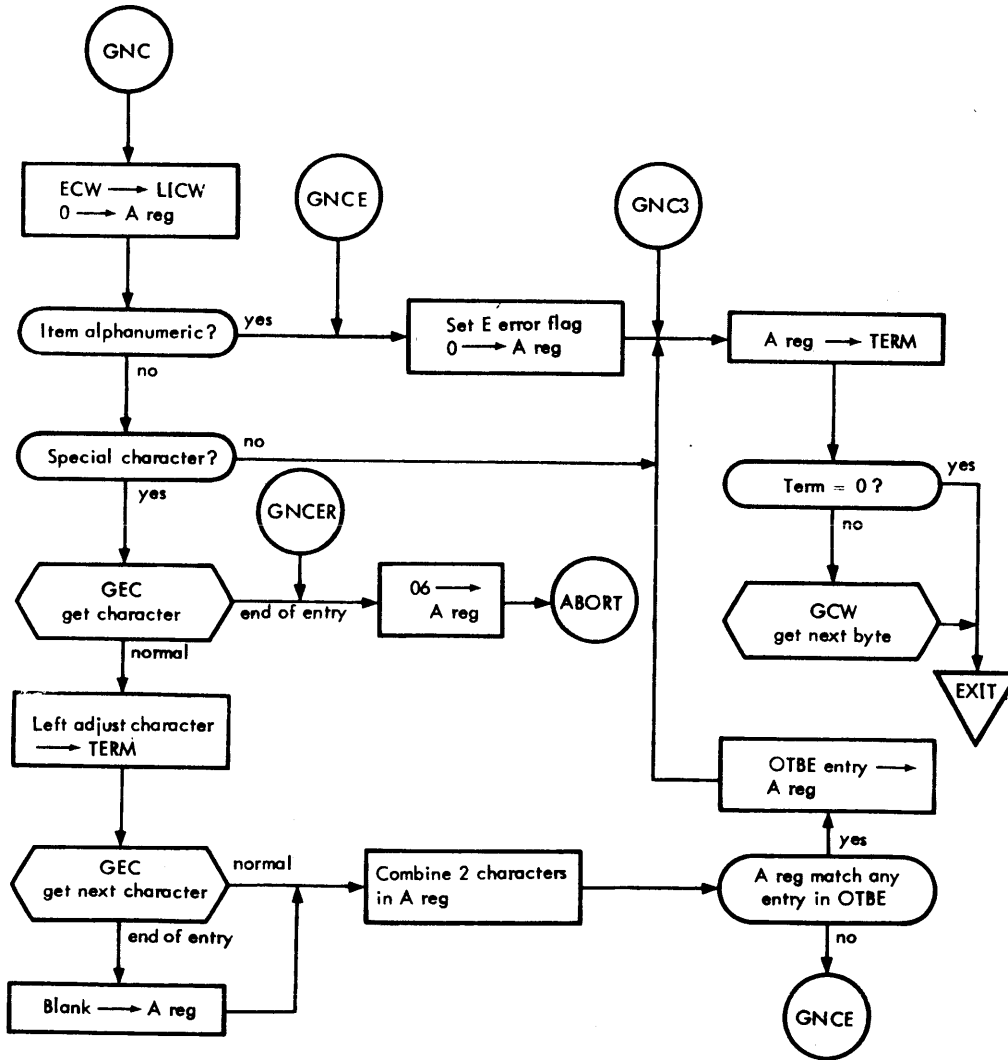 GNC
ECW → LICW
0 → A reg
GNCE
GNC3
Item alphanumeric?
yes
no
Set E error flag
0 → A reg
A reg → TERM
Special character?
no
yes
Term = 0?
yes
no
GNCER
GEC
get character
end of entry
normal
06 →
A reg
ABORT
GCW
get next byte
EXIT
Left adjust character
→ TERM
OTBE entry →
A reg
yes
GEC
get next character
normal
end of entry
Combine 2 characters
in A reg
A reg match any
entry in OTBE
no
Blank → A reg
GNCE